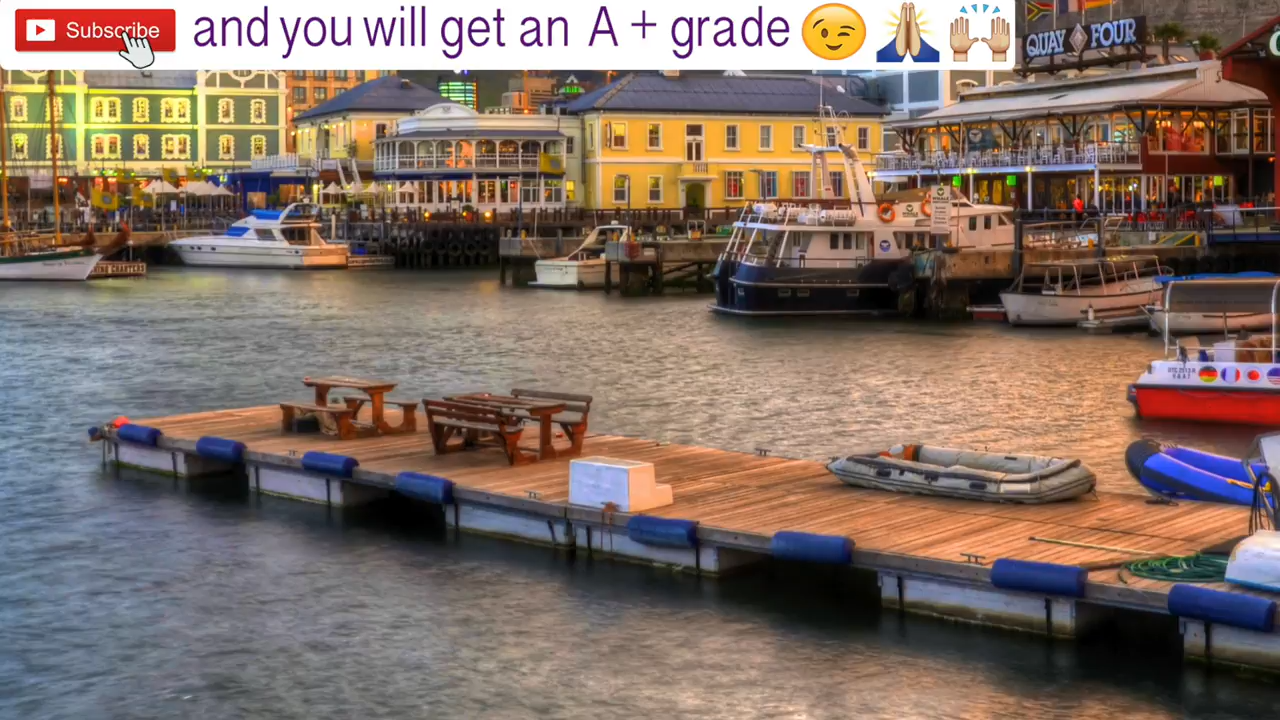 Subscribe and you will get an A + grade 😉 🙏 🙌
QUAY FOUR